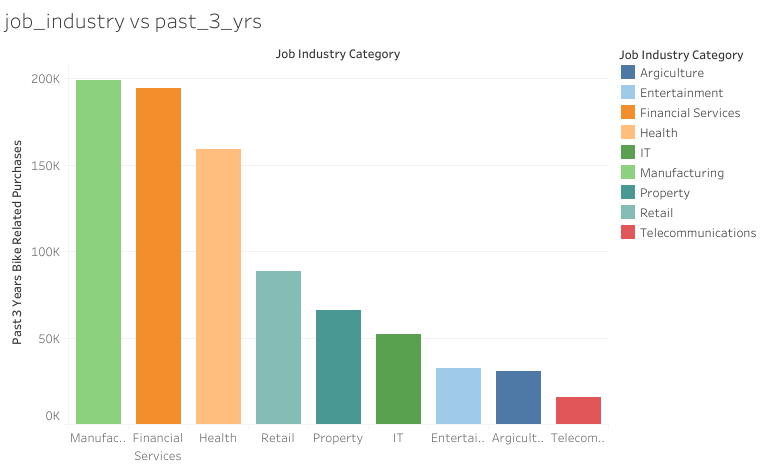 job_industry vs past_3_yrs
Job Industry Category
Past 3 Years Bike Related Purchases
200K
150K
100K
50K
0K
Manufac..
Financial
Services
Health
Retail
Property
IT
Entertai..
Argicult..
Telecom..
Job Industry Category
Argiculture
Entertainment
Financial Services
Health
IT
Manufacturing
Property
Retail
Telecommunications